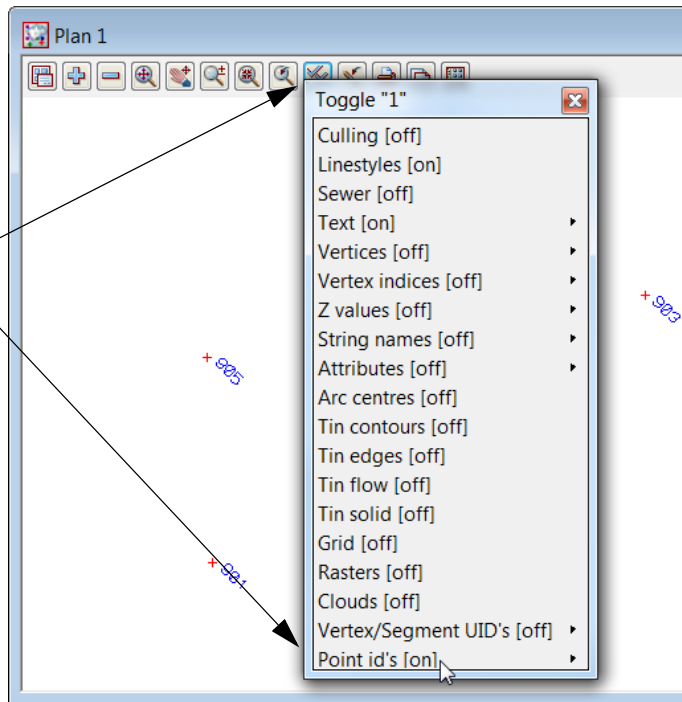 Plan 1
Toggle "1"
Culling [off]
Linestyles [on]
Sewer [off]
Text [on]
Vertices [off]
Vertex indices [off]
Z values [off]
String names [off]
Attributes [off]
Arc centres [off]
Tin contours [off]
Tin edges [off]
Tin flow [off]
Tin solid [off]
Grid [off]
Rasters [off]
Clouds [off]
Vertex/Segment UID's [off]
Point id's [on]
903
905
901